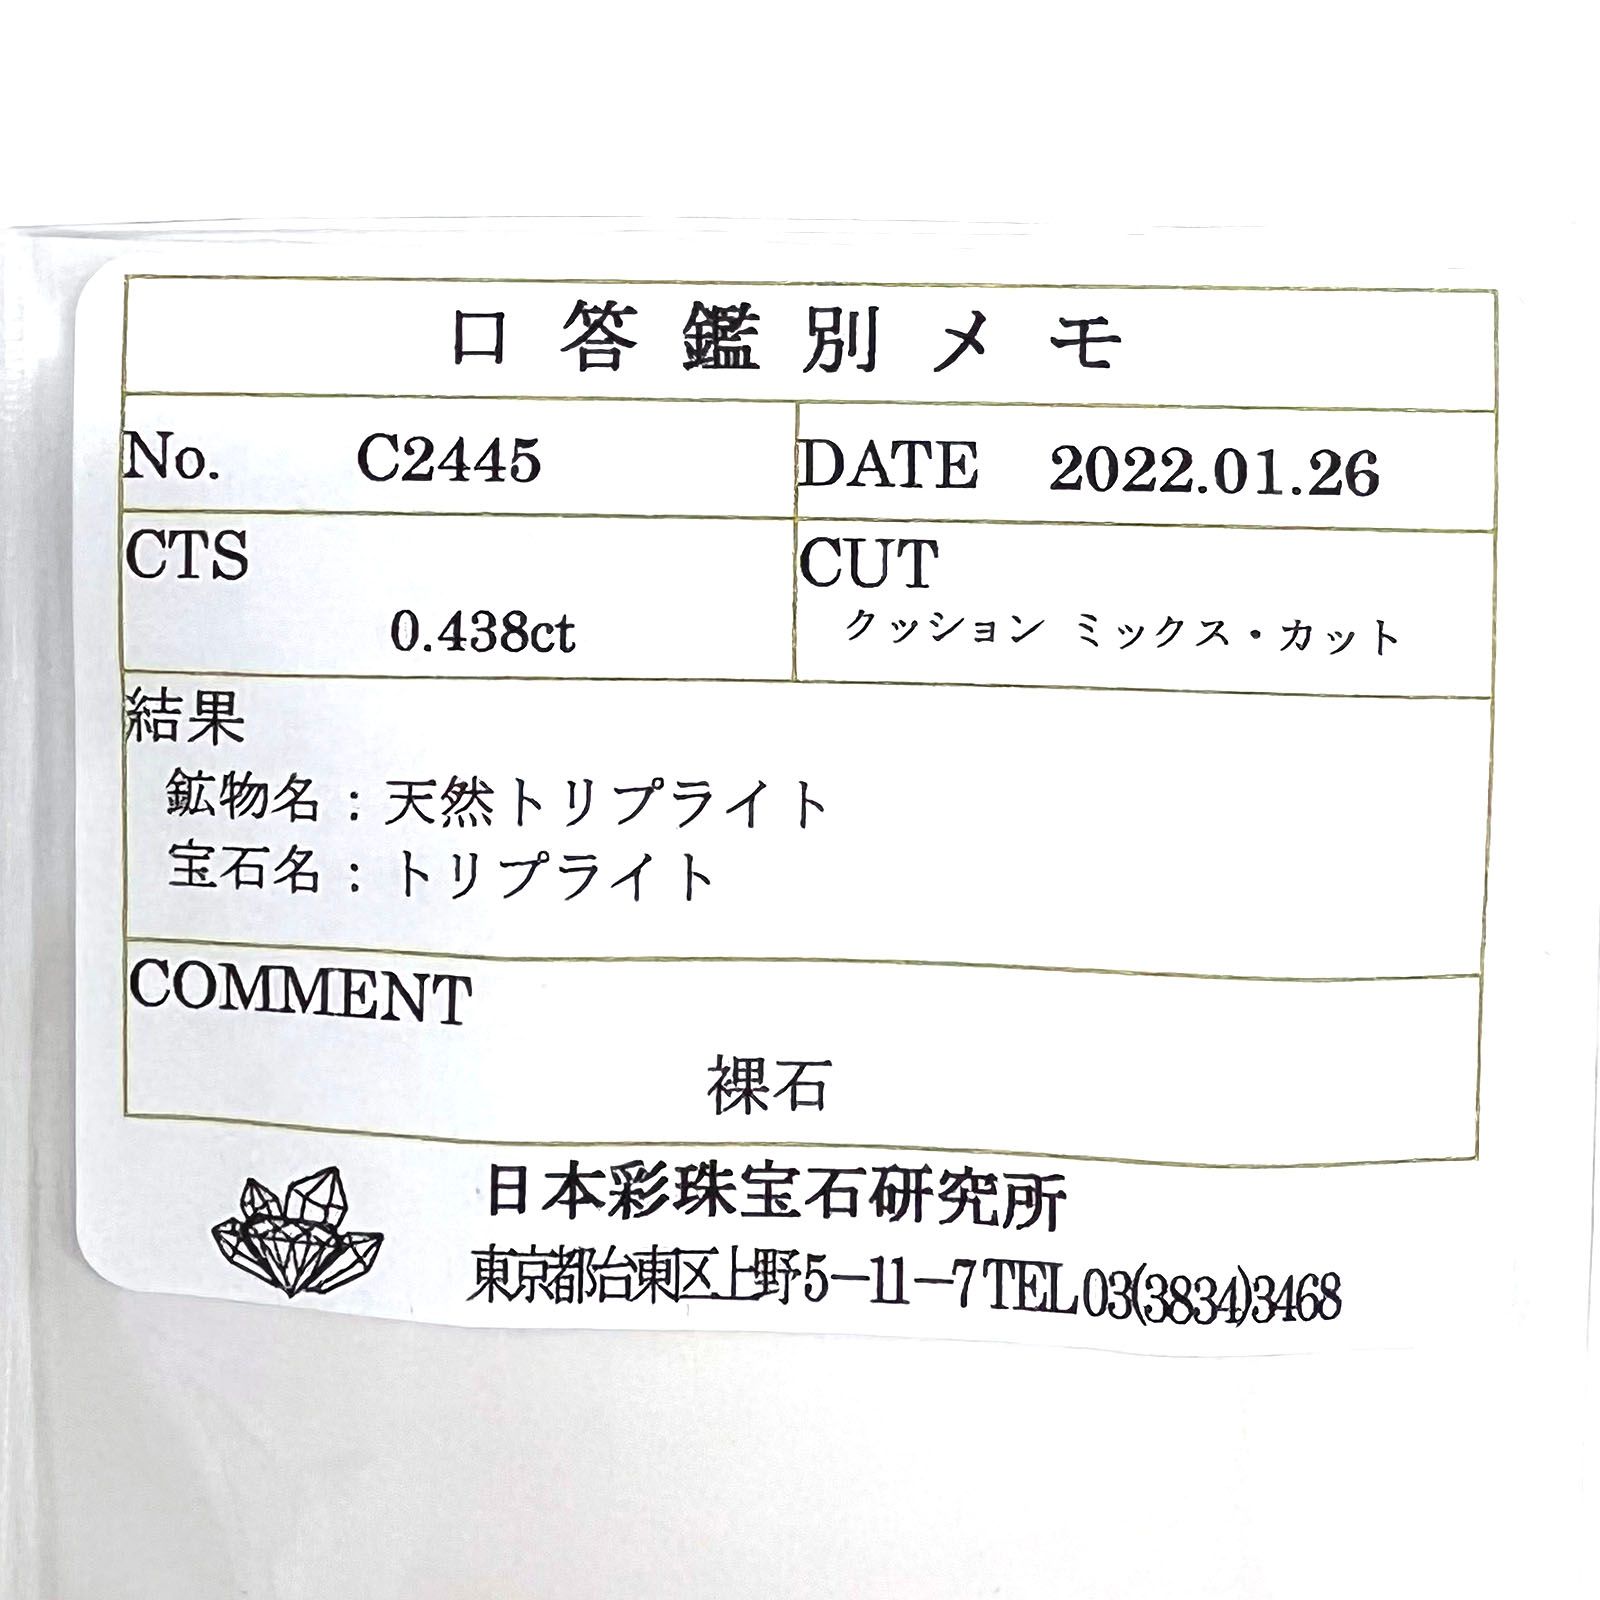 口答鑑別メモ
No. C2445
DATE 2022.01.26
CTS
0.438ct
CUT
クッション ミックス・カット
結果
鉱物名：天然トリプライト
宝石名：トリプライト
COMMENT
裸石
日本彩珠宝石研究所
東京都台東区上野5-11-7 TEL 03(3834)3468